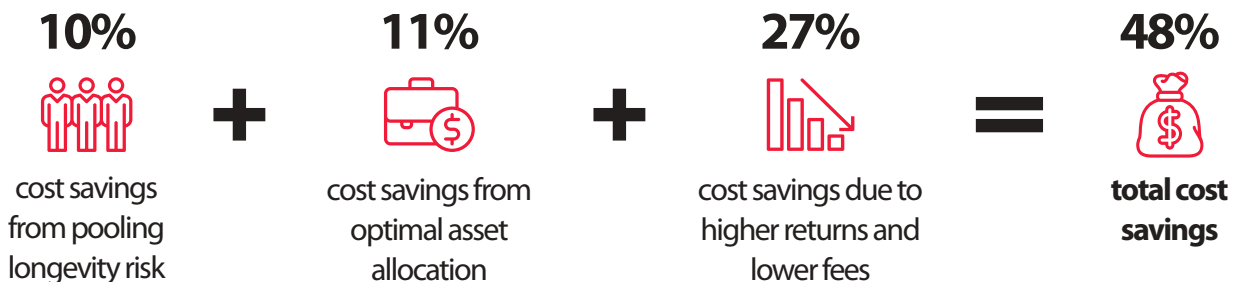 10%
+
11%
+
27%
=
48%
cost savings
from pooling
longevity risk
cost savings from
optimal asset
allocation
cost savings due to
higher returns and
lower fees
total cost
savings